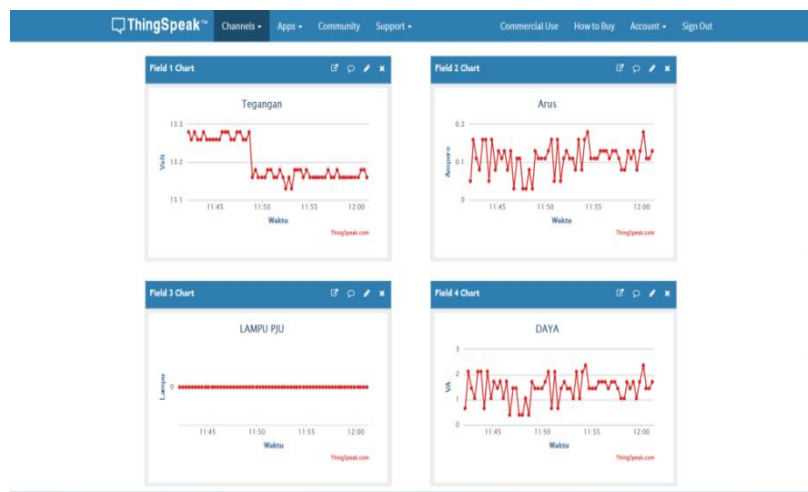 ThingSpeak™ Channels Apps Community Support Commercial Use How to Buy Account Sign Out
Field 1 Chart
Tegangan
13.2
13.1
Volt
11:45 11:50 11:55 12:00
Waktu
ThingSpeak.com
Field 2 Chart
Arus
0.2
0.1
0
Ampere
11:45 11:50 11:55 12:00
Waktu
ThingSpeak.com
Field 3 Chart
LAMPU PJU
0
Lampu
11:45 11:50 11:55 12:00
Waktu
ThingSpeak.com
Field 4 Chart
DAYA
3
2
1
0
VA
11:45 11:50 11:55 12:00
Waktu
ThingSpeak.com